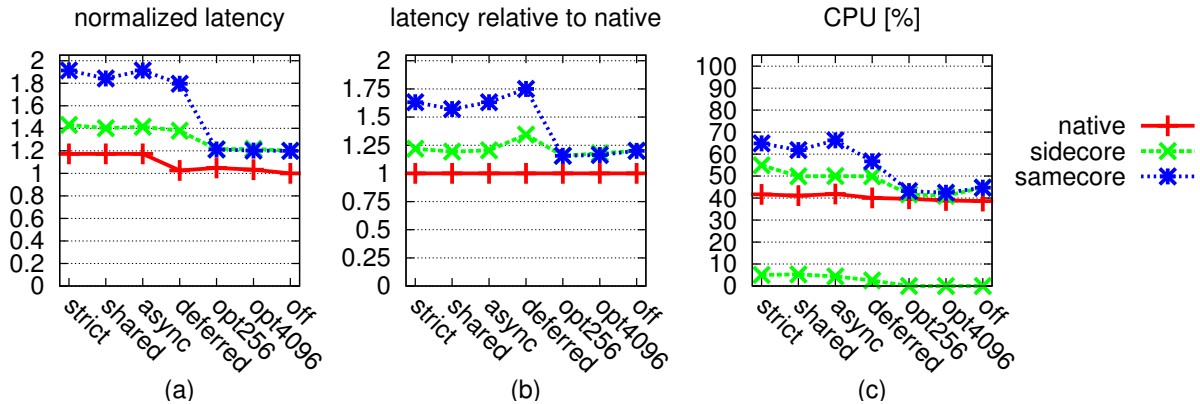 normalized latency
2
1.8
1.6
1.4
1.2
1
0.8
0.6
0.4
0.2
0
strict
shared
async
deferred
opt256
opt4096
off
(a)
latency relative to native
2
1.75
1.5
1.25
1
0.75
0.5
0.25
0
strict
shared
async
deferred
opt256
opt4096
off
(b)
CPU [%]
100
90
80
70
60
50
40
30
20
10
0
strict
shared
async
deferred
opt256
opt4096
off
(c)
native
sidecore
samecore